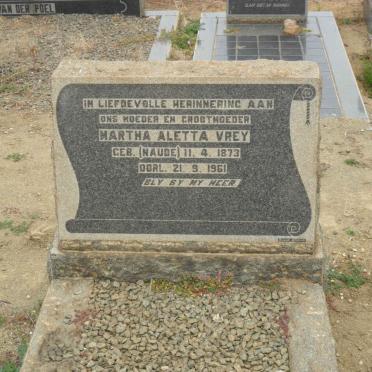 VAN DER POEL
IN LIEFDEVOLLE HERINNERING AAN
ONS MOEDER EN GROOTMOEDER
MARTHA ALETTA VREY
GEB. (NAUDE) 11. 4. 1873
OORL. 21. 9. 1961
BLY BY MY HEER